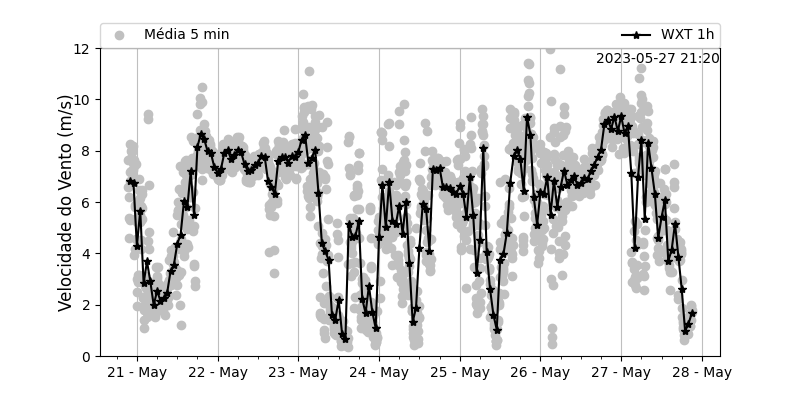 Média 5 min
WXT 1h
2023-05-27 21:20
Velocidade do Vento (m/s)
12
10
8
6
4
2
0
21 - May
22 - May
23 - May
24 - May
25 - May
26 - May
27 - May
28 - May